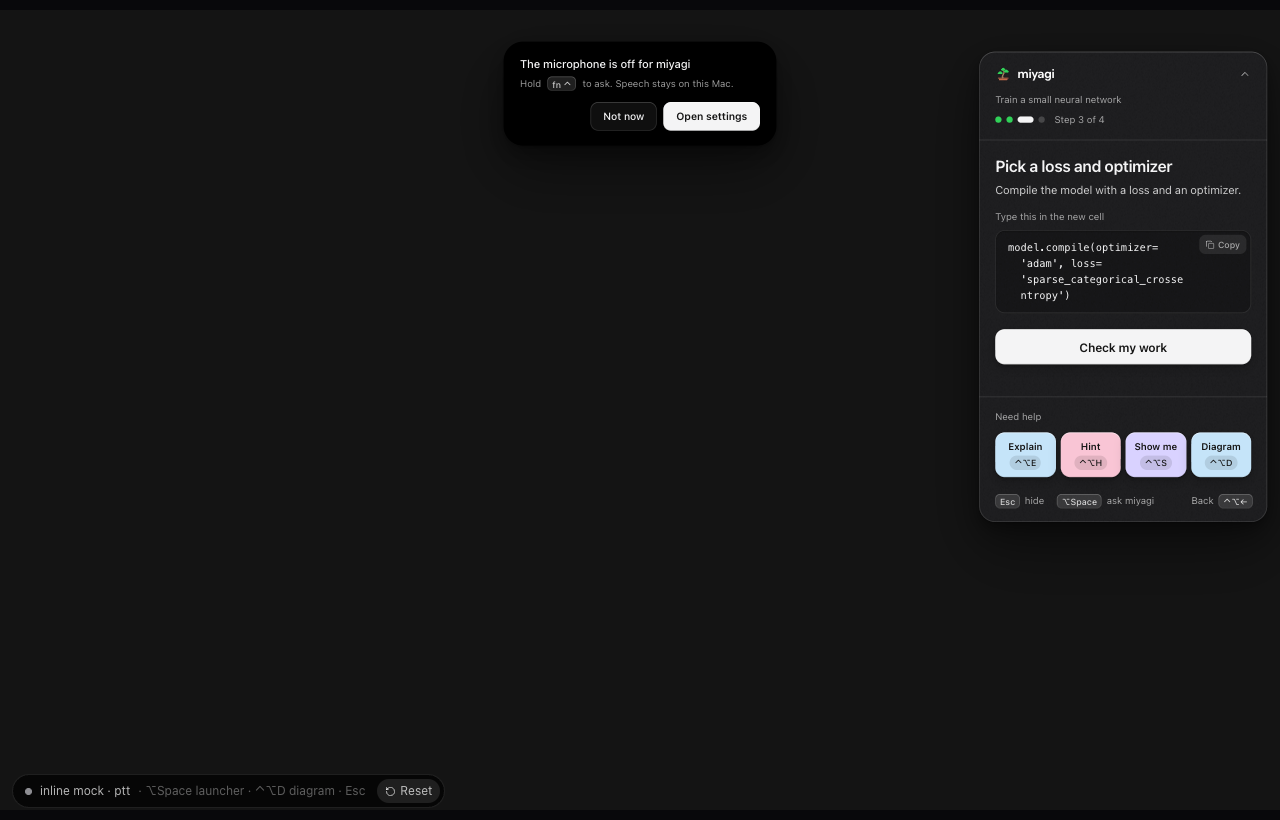 The microphone is off for miyagi
Hold fn ^ to ask. Speech stays on this Mac.
Not now
Open settings
miyagi
Train a small neural network
Step 3 of 4
Pick a loss and optimizer
Compile the model with a loss and an optimizer.
Type this in the new cell
Copy
model.compile(optimizer=
'adam', loss=
'sparse_categorical_crosse
ntropy')
Check my work
Need help
Explain
^⌥E
Hint
^⌥H
Show me
^⌥S
Diagram
^⌥D
Esc hide ⌥Space ask miyagi Back ^⌥←
inline mock · ptt · ⌥Space launcher · ^⌥D diagram · Esc Reset